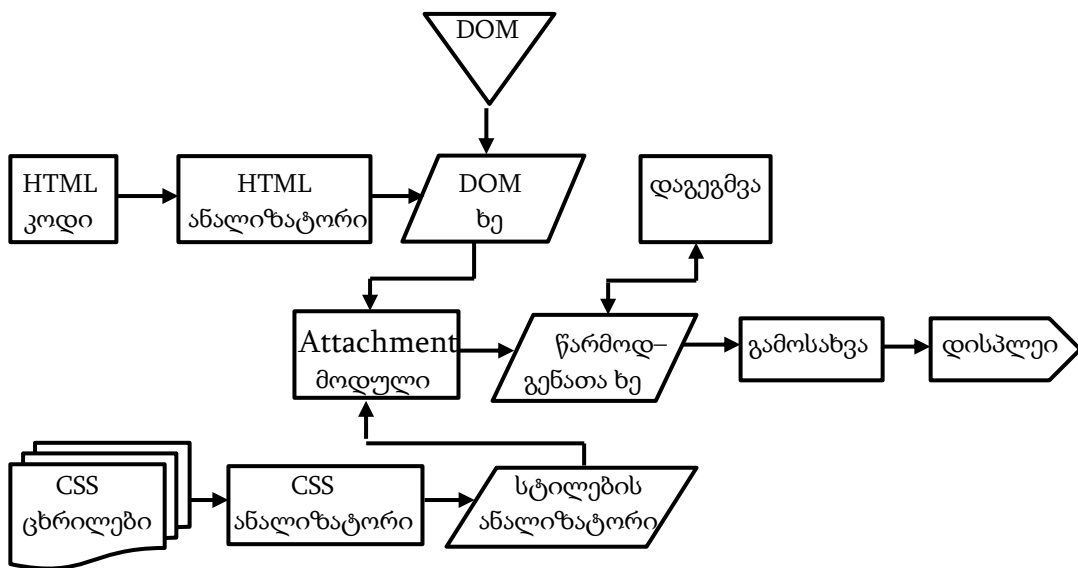 DOM
HTML
კოდი
HTML
ანალიზატორი
DOM
ხე
დაგეგმვა
Attachment
მოდული
წარმოდ–
გენათა ხე
გამოსახვა
დისპლეი
CSS
ცხრილები
CSS
ანალიზატორი
სტილების
ანალიზატორი